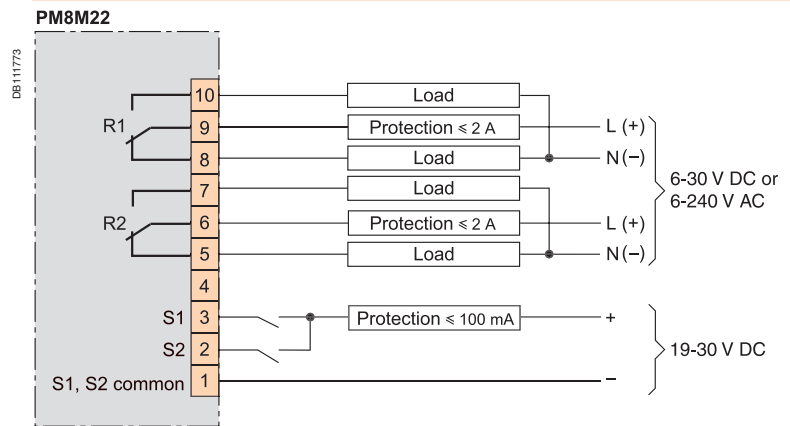 PM8M22
DB111773
10 Load
R1 9 Protection ≤ 2 A L (+)
8 Load N (−)
7 Load
6-30 V DC or
6-240 V AC
R2 6 Protection ≤ 2 A L (+)
5 Load N (−)
4
S1 3 Protection ≤ 100 mA +
S2 2 19-30 V DC
S1, S2 common 1 −